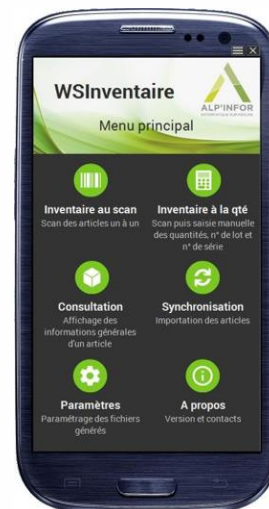 WSInventaire
ALP'INFOR
Menu principal
Inventaire au scan
Scan des articles un à un
Inventaire à la qté
Scan puis saisie manuelle
des quantités, n° de lot et
n° de série
Consultation
Affichage des
informations générales
d'un article
Synchronisation
Importation des articles
Paramètres
Paramétrage des fichiers
générés
A propos
Version et contacts